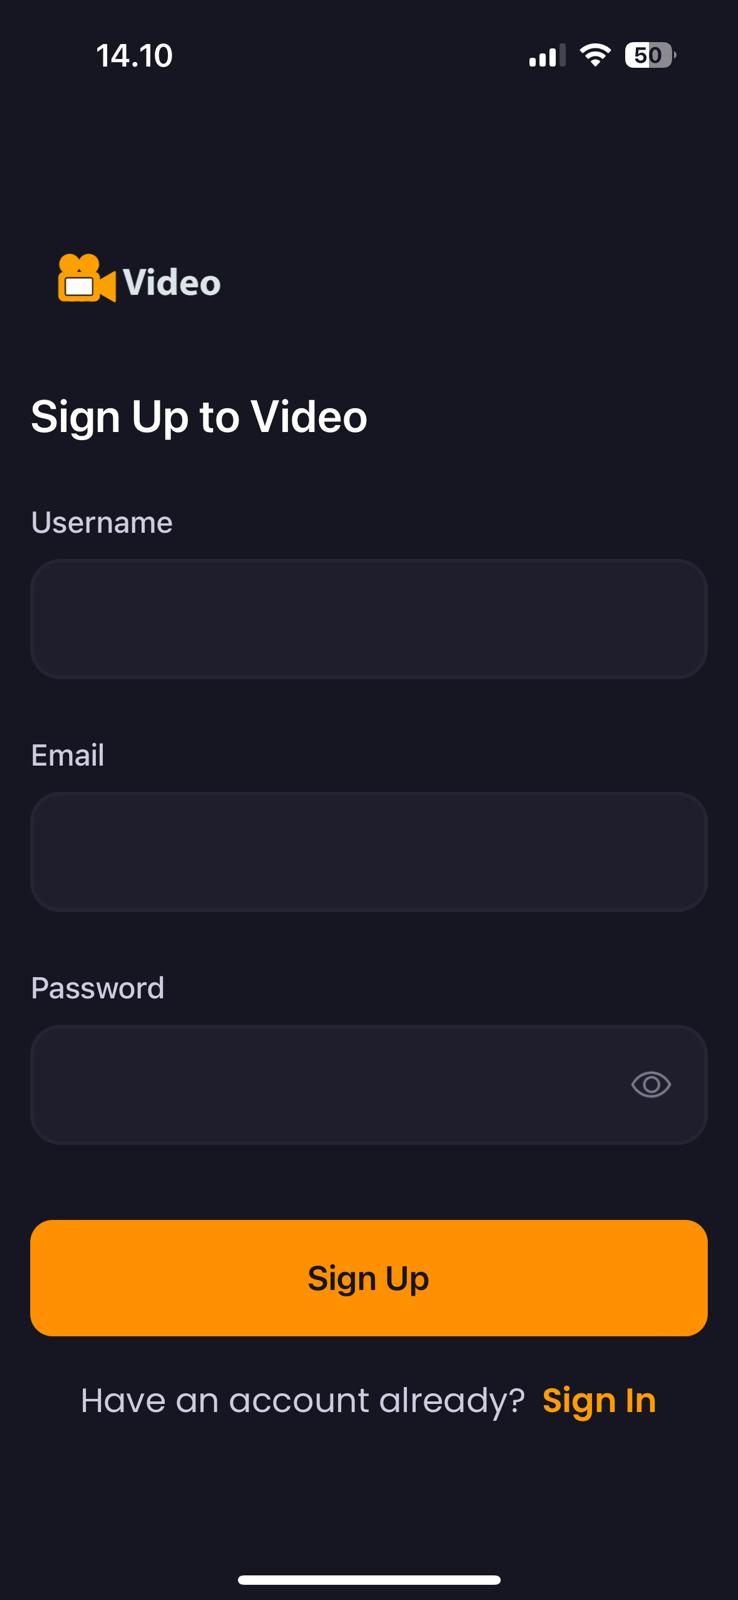 14.10
50
Video
Sign Up to Video
Username
Email
Password
Sign Up
Have an account already? Sign In